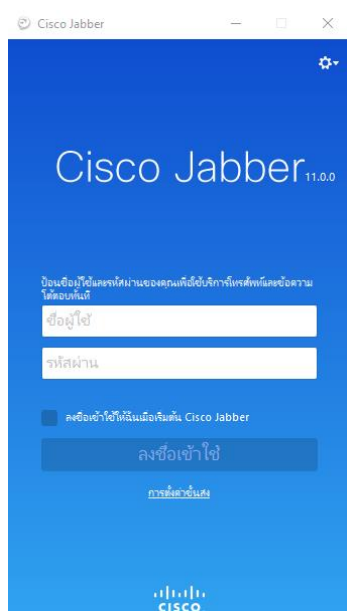 Cisco Jabber
Cisco Jabber 11.0.0
ป้อนชื่อผู้ใช้และรหัสผ่านของคุณเพื่อใช้บริการโทรศัพท์และข้อความ
โต้ตอบทันที
ชื่อผู้ใช้
รหัสผ่าน
ลงชื่อเข้าใช้ให้ฉันเมื่อเริ่มต้น Cisco Jabber
ลงชื่อเข้าใช้
การตั้งค่าขั้นสูง
CISCO